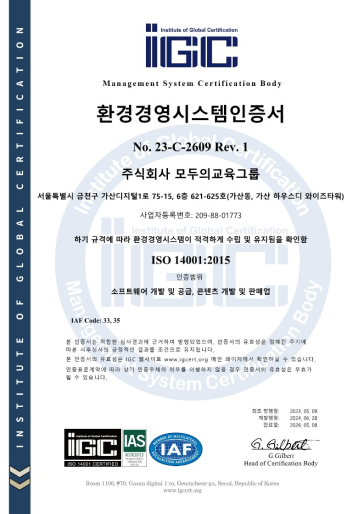 INSTITUTE OF GLOBAL CERTIFICATION
Institute of Global Certification
iGC
Management System Certification Body
환경경영시스템인증서
No. 23-C-2609 Rev. 1
주식회사 모두의교육그룹
서울특별시 금천구 가산디지털1로 75-15, 6층 621-625호(가산동, 가산 하우스디 와이즈타워)
사업자등록번호: 209-88-01773
하기 규격에 따라 환경경영시스템이 적격하게 수립 및 유지됨을 확인함
ISO 14001:2015
인증범위
소프트웨어 개발 및 공급, 콘텐츠 개발 및 판매업
IAF Code: 33, 35
본 인증서는 적합한 심사결과에 근거하여 발행되었으며, 인증서의 유효성은 정해진 주기에
따른 사후심사의 긍정적인 결과를 조건으로 유지됩니다.
본 인증서의 유효성은 IGC 웹사이트 www.igcert.org 메인 페이지에서 확인하실 수 있습니다.
인증표준계약에 따라 상기 인증주체의 의무를 이행하지 않을 경우 인증서의 유효성은 무효가
될 수 있습니다.
최초 발행일: 2023. 05. 09
재발행일: 2024. 06. 28
만료일: 2026. 05. 08
Institute of Global Certification
iGC
ISO 14001 CERTIFIED
IAS
ACCREDITED
IAF
G. Gilbert
G.Gilbert
Head of Certification Body
Room 1106, #70, Gasan digital 1-ro, Geumcheon-gu, Seoul, Republic of Korea
www.igcert.org